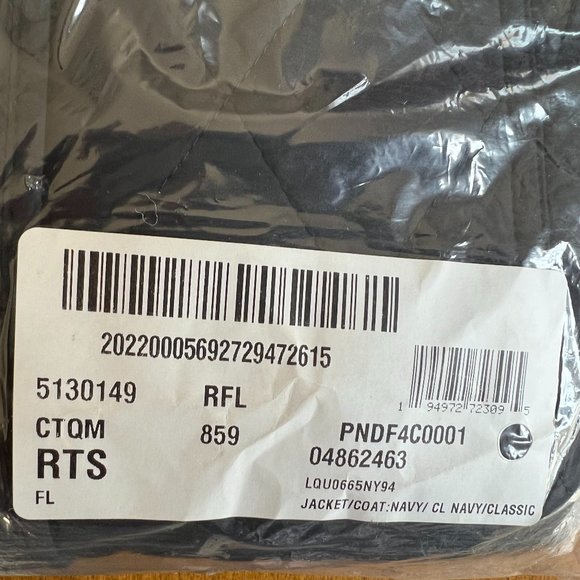 20220005692729472615
1 94972 72309 5
5130149 RFL
CTQM 859 PNDF4C0001
RTS 04862463
LQU0665NY94
FL JACKET/COAT:NAVY/ CL NAVY/CLASSIC